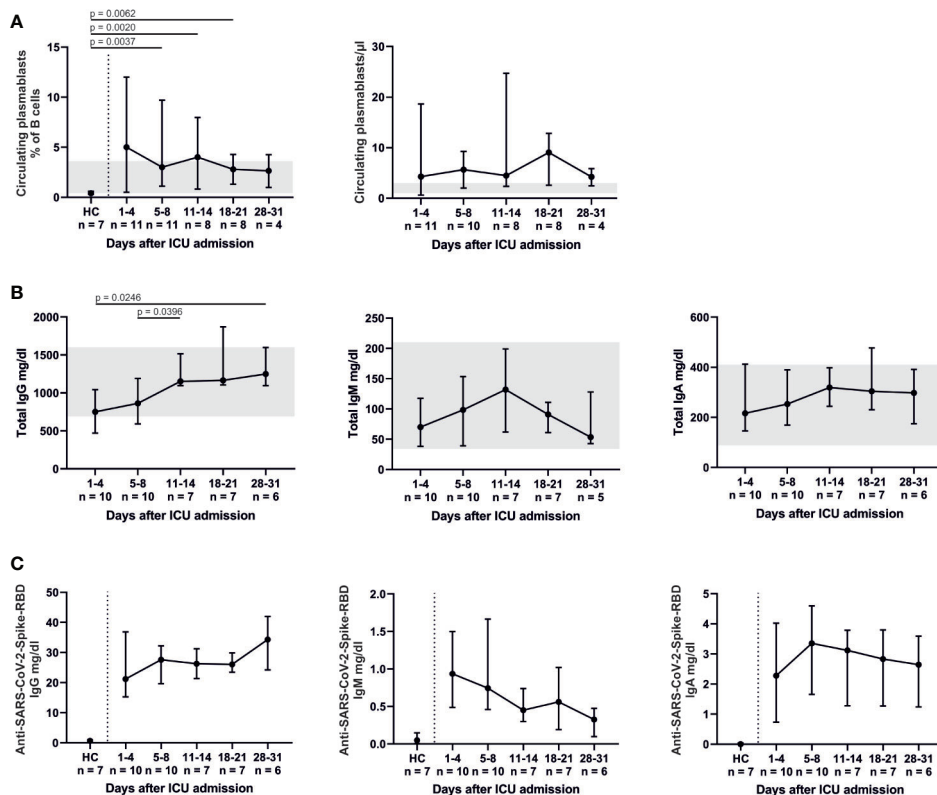 A
p = 0.0062
p = 0.0020
p = 0.0037
Circulating plasmablasts
% of B cells
15
10
5
0
HC
n = 7
1-4
n = 11
5-8
n = 11
11-14
n = 8
18-21
n = 8
28-31
n = 4
Days after ICU admission
Circulating plasmablasts/µl
30
20
10
0
1-4
n = 11
5-8
n = 10
11-14
n = 8
18-21
n = 8
28-31
n = 4
Days after ICU admission
B
p = 0.0246
p = 0.0396
Total IgG mg/dl
2000
1500
1000
500
0
1-4
n = 10
5-8
n = 10
11-14
n = 7
18-21
n = 7
28-31
n = 6
Days after ICU admission
Total IgM mg/dl
250
200
150
100
50
0
1-4
n = 10
5-8
n = 10
11-14
n = 7
18-21
n = 7
28-31
n = 5
Days after ICU admission
Total IgA mg/dl
600
400
200
0
1-4
n = 10
5-8
n = 10
11-14
n = 7
18-21
n = 7
28-31
n = 6
Days after ICU admission
C
Anti-SARS-CoV-2-Spike-RBD
IgG mg/dl
50
40
30
20
10
0
HC
n = 7
1-4
n = 10
5-8
n = 10
11-14
n = 7
18-21
n = 7
28-31
n = 6
Days after ICU admission
Anti-SARS-CoV-2-Spike-RBD
IgM mg/dl
2.0
1.5
1.0
0.5
0.0
HC
n = 7
1-4
n = 10
5-8
n = 10
11-14
n = 7
18-21
n = 7
28-31
n = 6
Days after ICU admission
Anti-SARS-CoV-2-Spike-RBD
IgA mg/dl
5
4
3
2
1
0
HC
n = 7
1-4
n = 10
5-8
n = 10
11-14
n = 7
18-21
n = 7
28-31
n = 6
Days after ICU admission